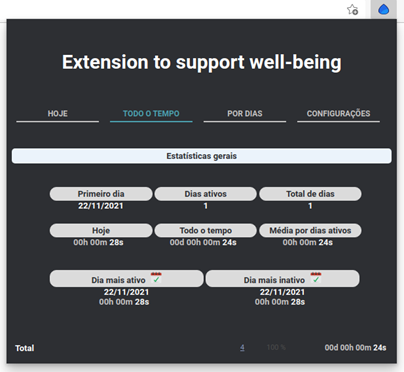 Extension to support well-being
HOJE TODO O TEMPO POR DIAS CONFIGURAÇÕES
Estatísticas gerais
Primeiro dia Dias ativos Total de dias
22/11/2021 1 1
Hoje Todo o tempo Média por dias ativos
00h 00m 28s 00d 00h 00m 24s 00h 00m 24s
Dia mais ativo Dia mais inativo
22/11/2021 22/11/2021
00h 00m 28s 00h 00m 28s
Total 4 100 % 00d 00h 00m 24s